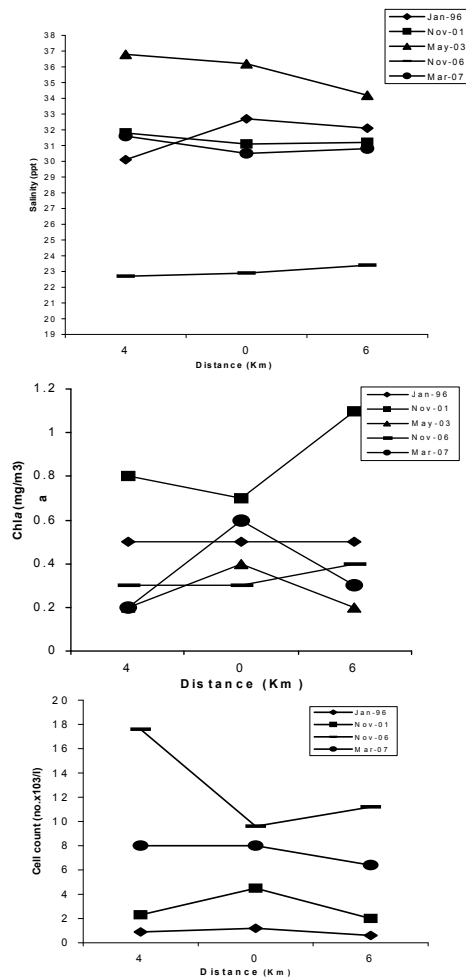 Jan-96
Nov-01
May-03
Nov-06
Mar-07
Salinity (ppt)
38
37
36
35
34
33
32
31
30
29
28
27
26
25
24
23
22
21
20
19
4 0 6
Distance (Km)
Jan-96
Nov-01
May-03
Nov-06
Mar-07
Chla(mg/m3)
a
1.2
1
0.8
0.6
0.4
0.2
0
4 0 6
Distance (Km)
Jan-96
Nov-01
Nov-06
Mar-07
Cell count (no.x103/l)
20
18
16
14
12
10
8
6
4
2
0
4 0 6
Distance (Km)